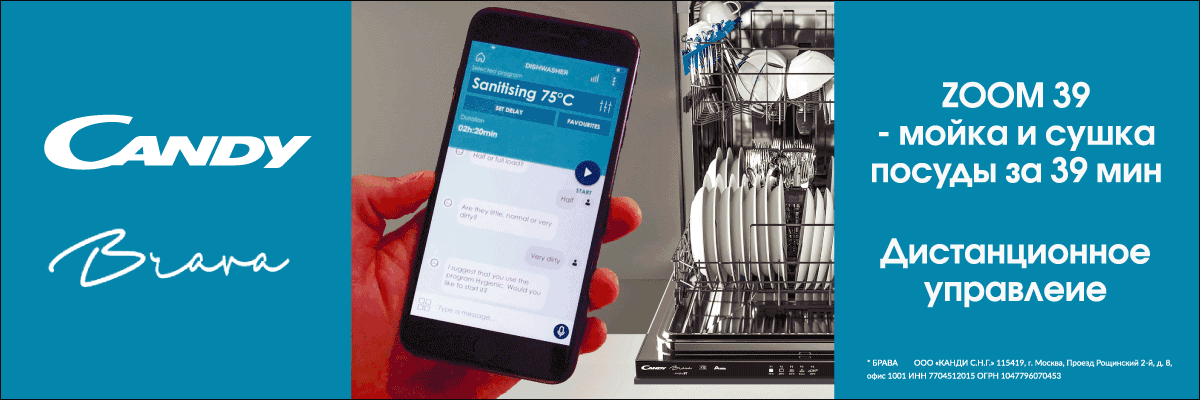 CANDY
Brava
DISHWASHER
Selected program
Sanitising 75°C
SET DELAY
FAVOURITES
Duration
02h:20min
Half or full load?
START
Half
Are they little, normal or very
dirty?
Very dirty
I suggest that you use the
program Hygienic. Would you
like to start it?
Type a message...
CANDY
Brava
ZOOM 39
- мойка и сушка
посуды за 39 мин
Дистанционное
управлеие
* БРАВА ООО «КАНДИ С.Н.Г.» 115419, г. Москва, Проезд Рощинский 2-й, д. 8,
офис 1001 ИНН 7704512015 ОГРН 1047796070453